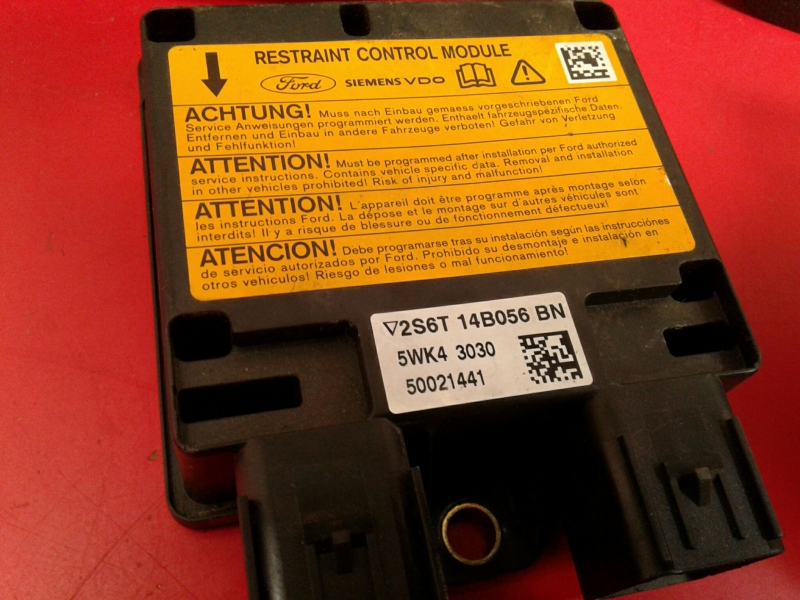 RESTRAINT CONTROL MODULE
Ford SIEMENS VDO
ACHTUNG! Muss nach Einbau gemaess vorgeschriebenen Ford
Service Anweisungen programmiert werden. Enthaelt fahrzeugspezifische Daten.
Entfernen und Einbau in andere Fahrzeuge verboten! Gefahr von Verletzung
und Fehlfunktion!
ATTENTION! Must be programmed after installation per Ford authorized
service instructions. Contains vehicle specific data. Removal and installation
in other vehicles prohibited! Risk of injury and malfunction!
ATTENTION! L'appareil doit être programme après montage selon
les instructions Ford. La dépose et le montage sur d'autres véhicules sont
interdits! Il y a risque de blessure ou de fonctionnement défectueux!
ATENCION! Debe programarse tras su instalación según las instrucciónes
de servicio autorizados por Ford. Prohibido su desmontaje e instalación en
otros vehiculos! Riesgo de lesiones o mal funcionamiento!
▽2S6T 14B056 BN
5WK4 3030
50021441